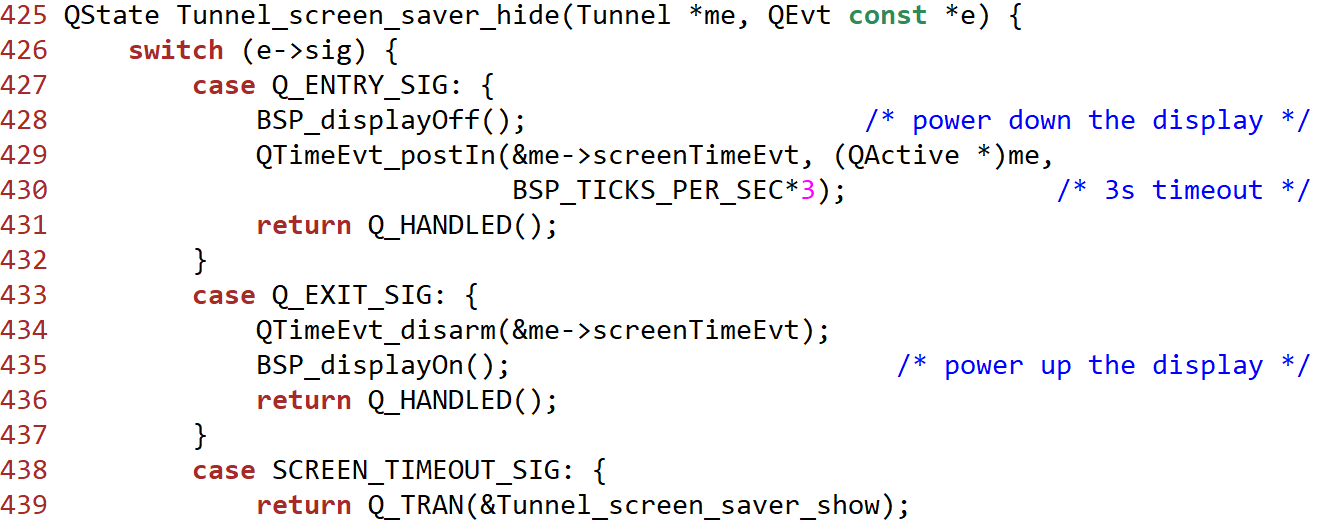 425 QState Tunnel_screen_saver_hide(Tunnel *me, QEvt const *e) {
426     switch (e->sig) {
427         case Q_ENTRY_SIG: {
428             BSP_displayOff();                     /* power down the display */
429             QTimeEvt_postIn(&me->screenTimeEvt, (QActive *)me,
430                             BSP_TICKS_PER_SEC*3);             /* 3s timeout */
431             return Q_HANDLED();
432         }
433         case Q_EXIT_SIG: {
434             QTimeEvt_disarm(&me->screenTimeEvt);
435             BSP_displayOn();                        /* power up the display */
436             return Q_HANDLED();
437         }
438         case SCREEN_TIMEOUT_SIG: {
439             return Q_TRAN(&Tunnel_screen_saver_show);